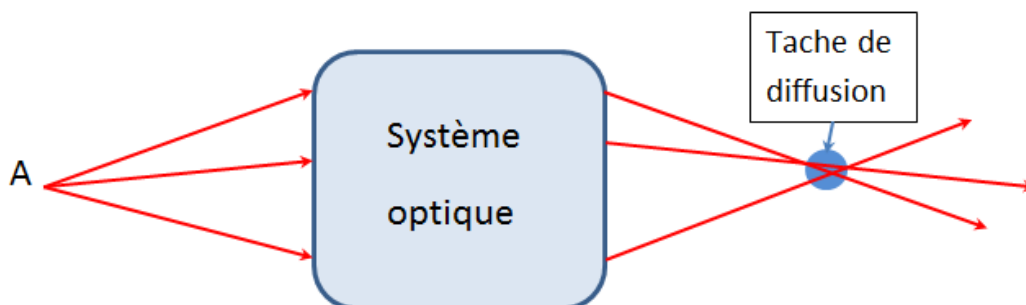 A
Système
optique
Tache de
diffusion